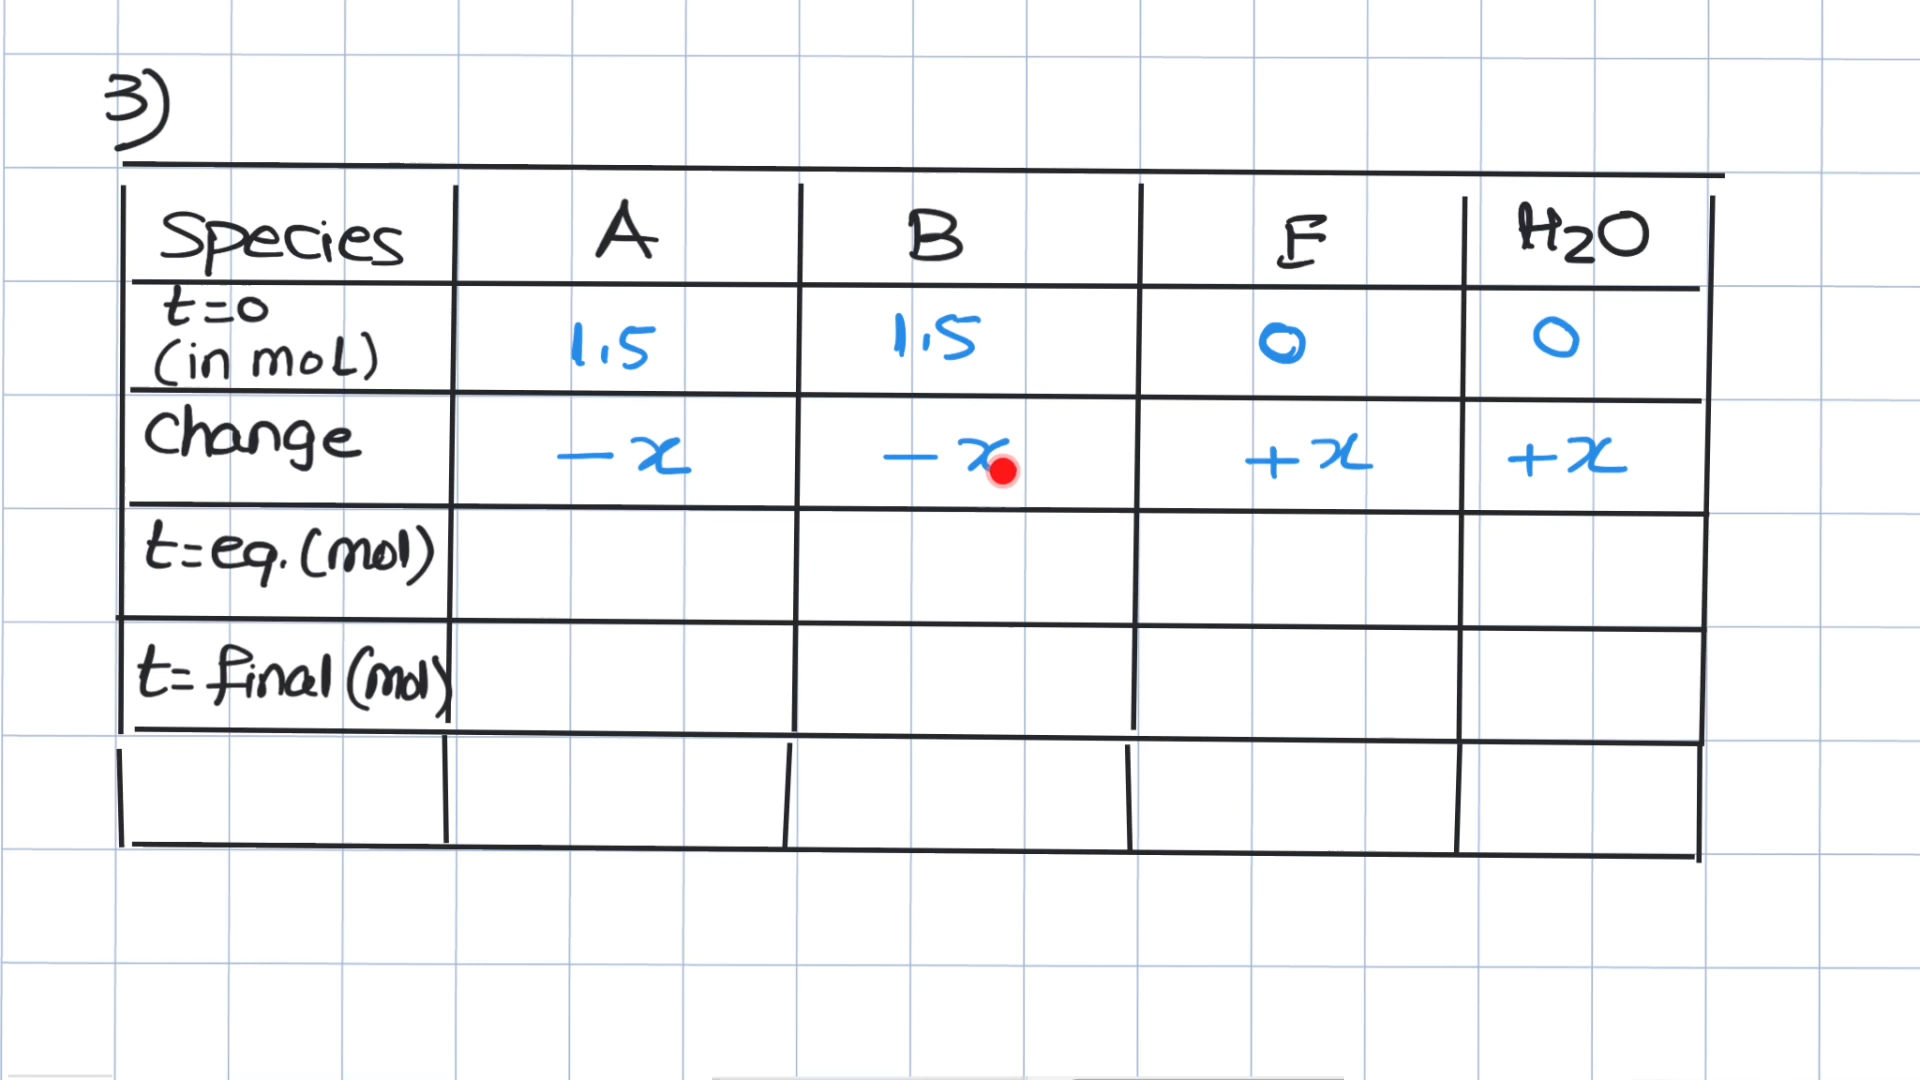 3)
Species A B E H₂O
t=0
(in moL) 1.5 1.5 0 0
Change -x -x +x +x
t=eq.(mol)
t=final(mol)